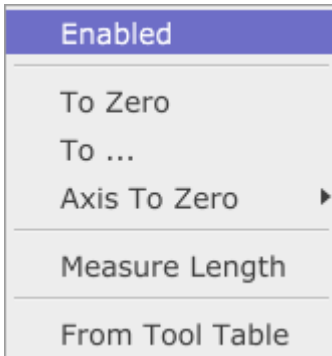 Enabled
To Zero
To ...
Axis To Zero
Measure Length
From Tool Table